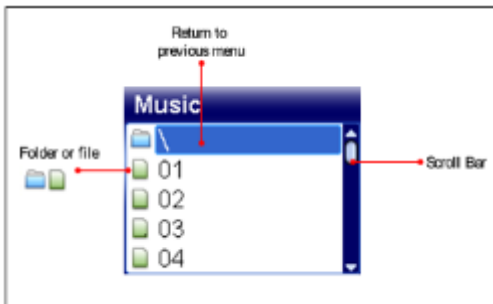 Return to
previous menu
Music
\
Folder or file
01
Scroll Bar
02
03
04